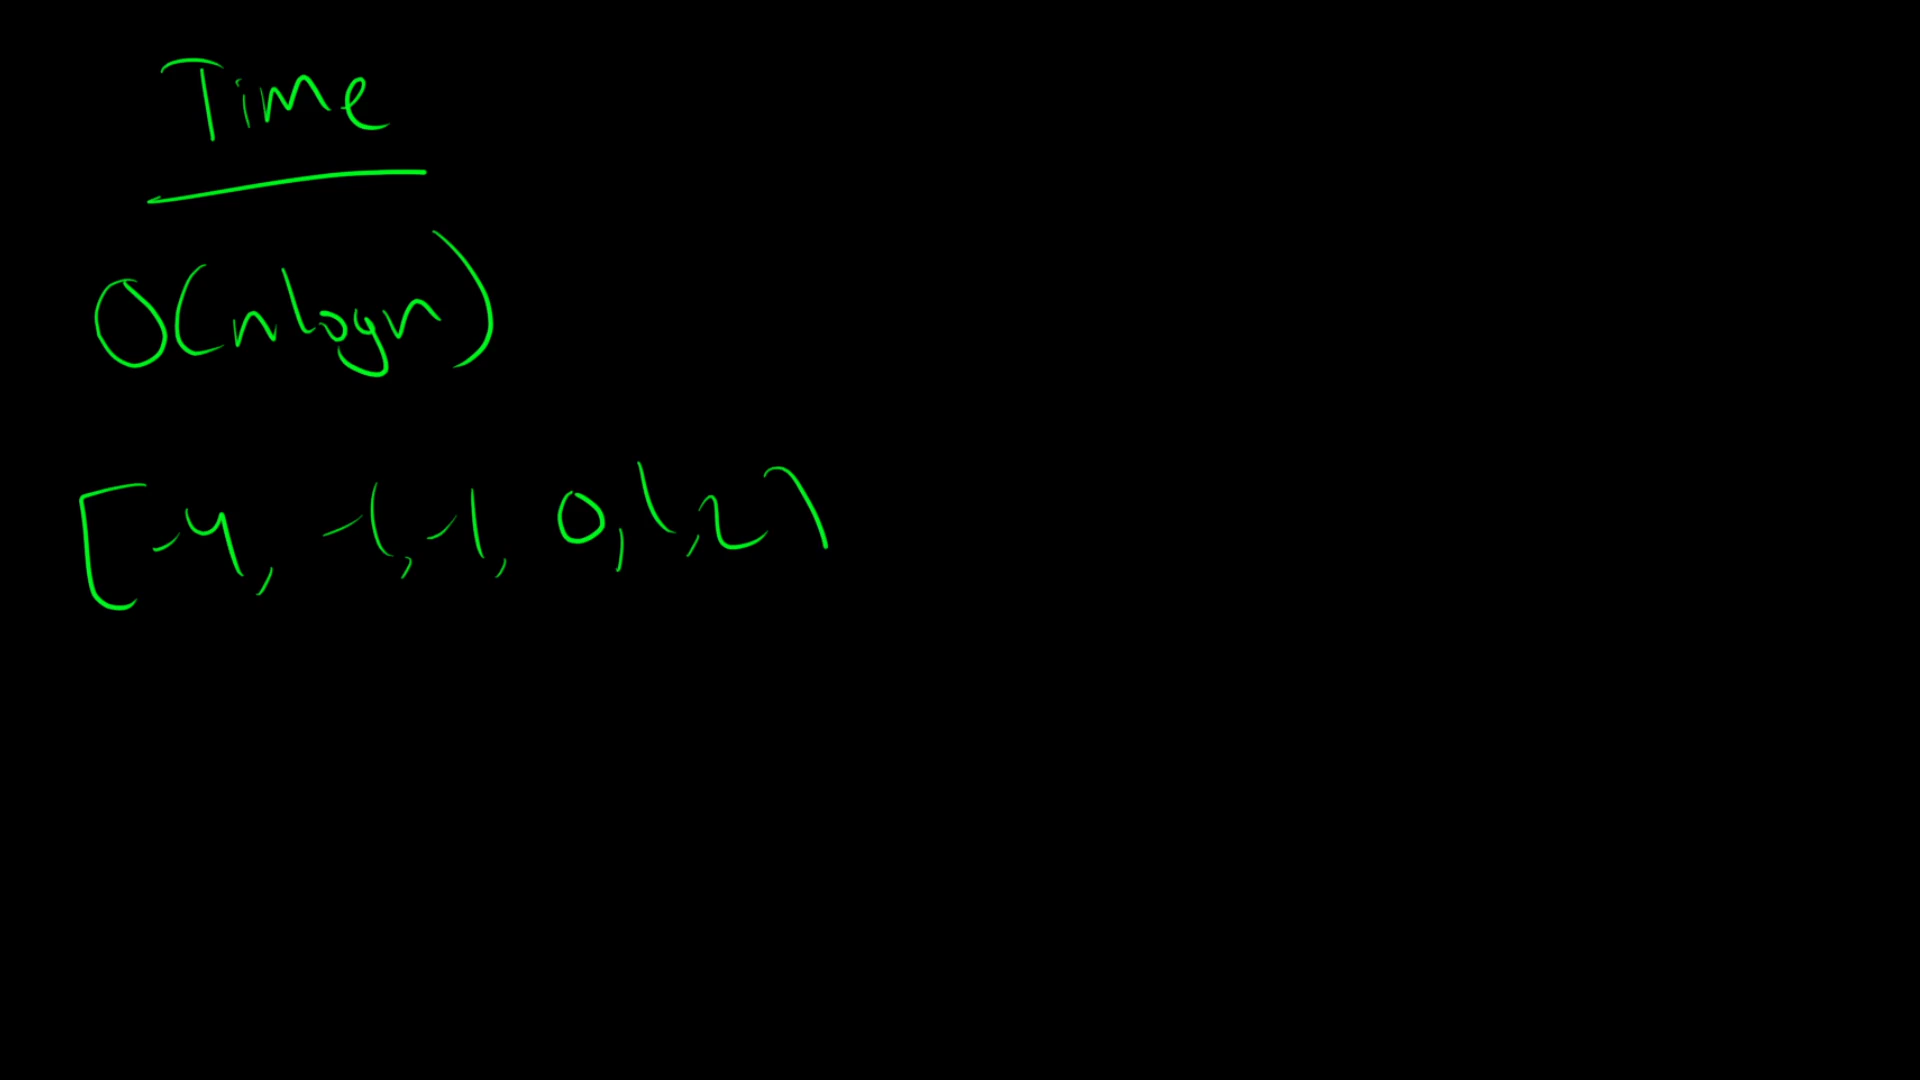 Time
O(nlogn)
[-4, -1, -1, 0, 1, 2]